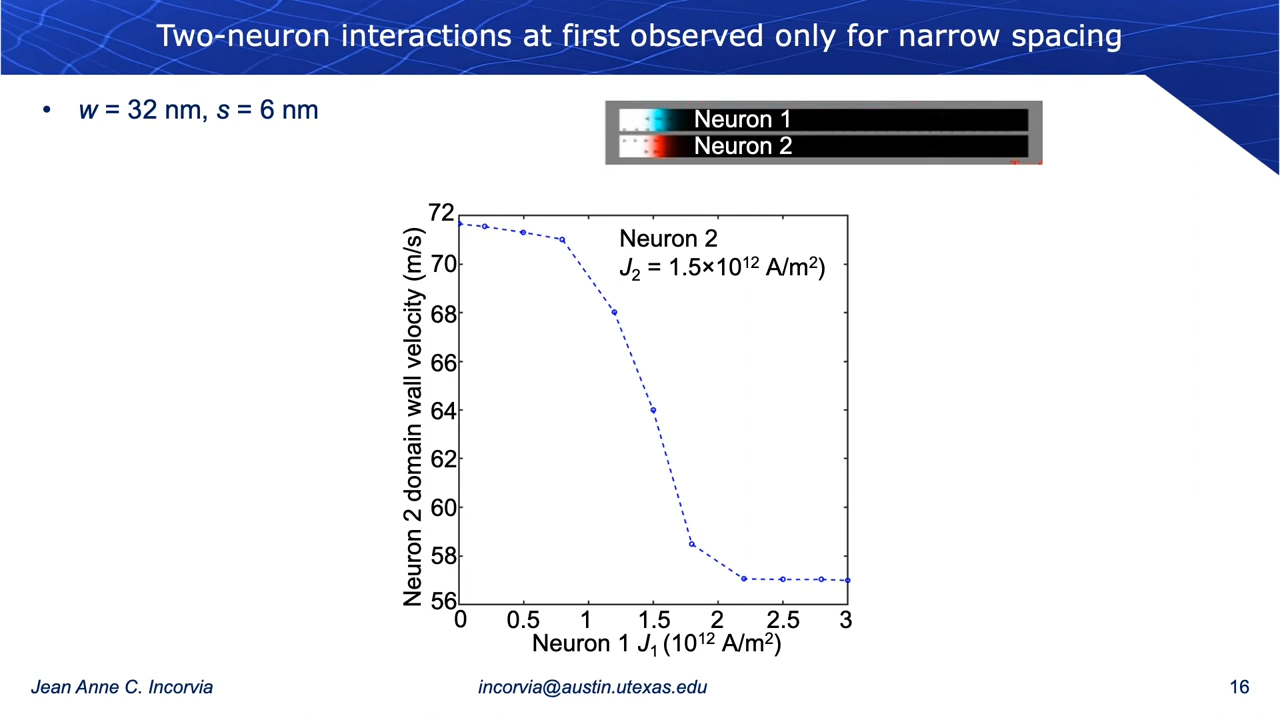 Two-neuron interactions at first observed only for narrow spacing
• w = 32 nm, s = 6 nm
Neuron 1
Neuron 2
Neuron 2
J₂ = 1.5×10¹² A/m²)
Neuron 2 domain wall velocity (m/s)
72
70
68
66
64
62
60
58
56
0 0.5 1 1.5 2 2.5 3
Neuron 1 J₁ (10¹² A/m²)
Jean Anne C. Incorvia incorvia@austin.utexas.edu 16